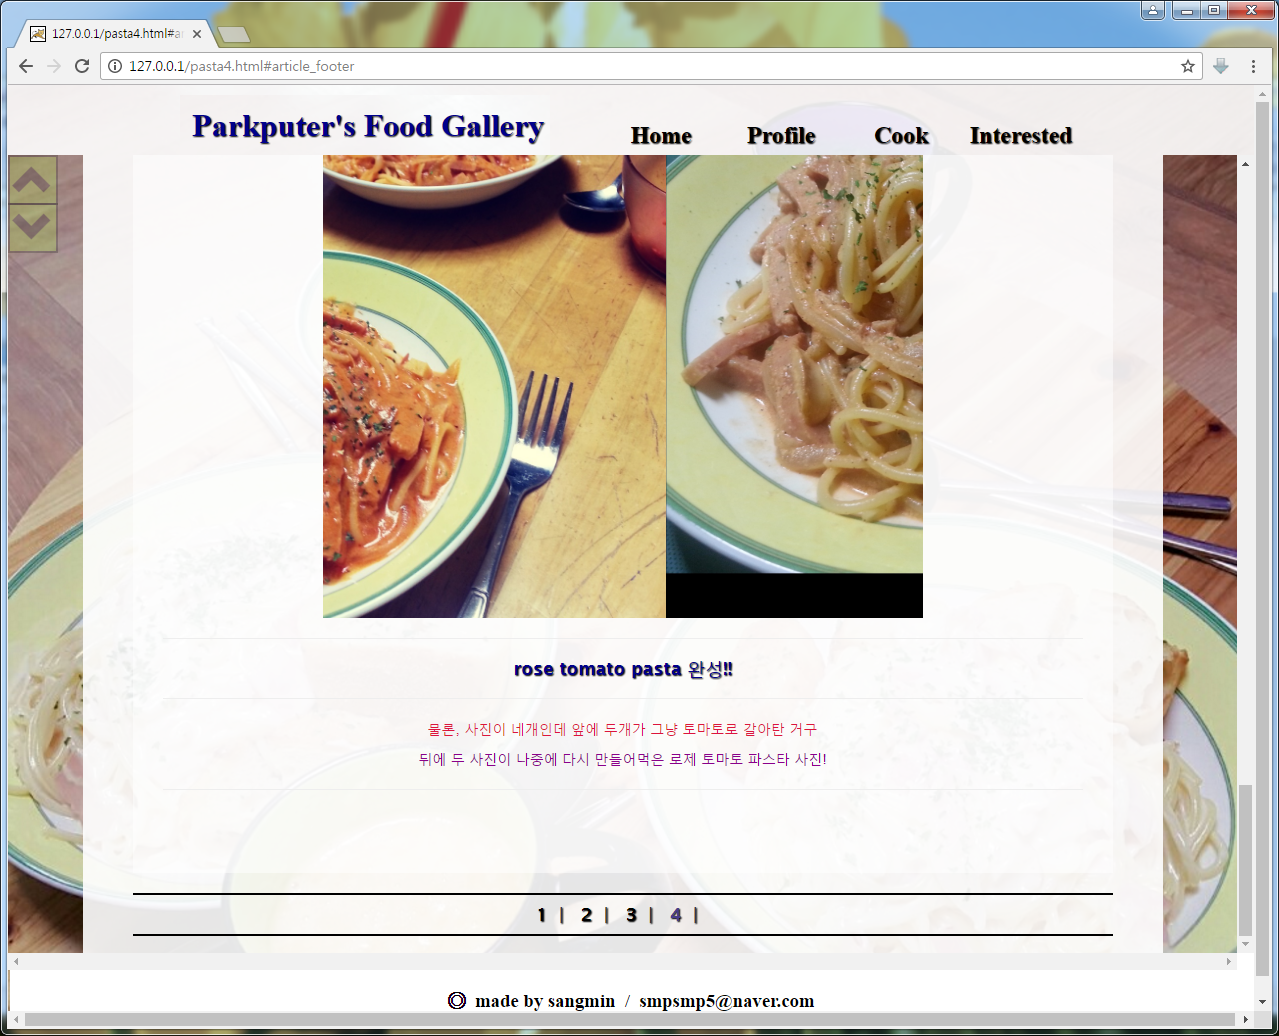 127.0.0.1/pasta4.html#ar
127.0.0.1/pasta4.html#article_footer
Parkputer's Food Gallery
Home Profile Cook Interested
rose tomato pasta 완성!!
물론, 사진이 네개인데 앞에 두개가 그냥 토마토로 갈아탄 거구
뒤에 두 사진이 나중에 다시 만들어먹은 로제 토마토 파스타 사진!
1 | 2 | 3 | 4 |
made by sangmin / smpsmp5@naver.com